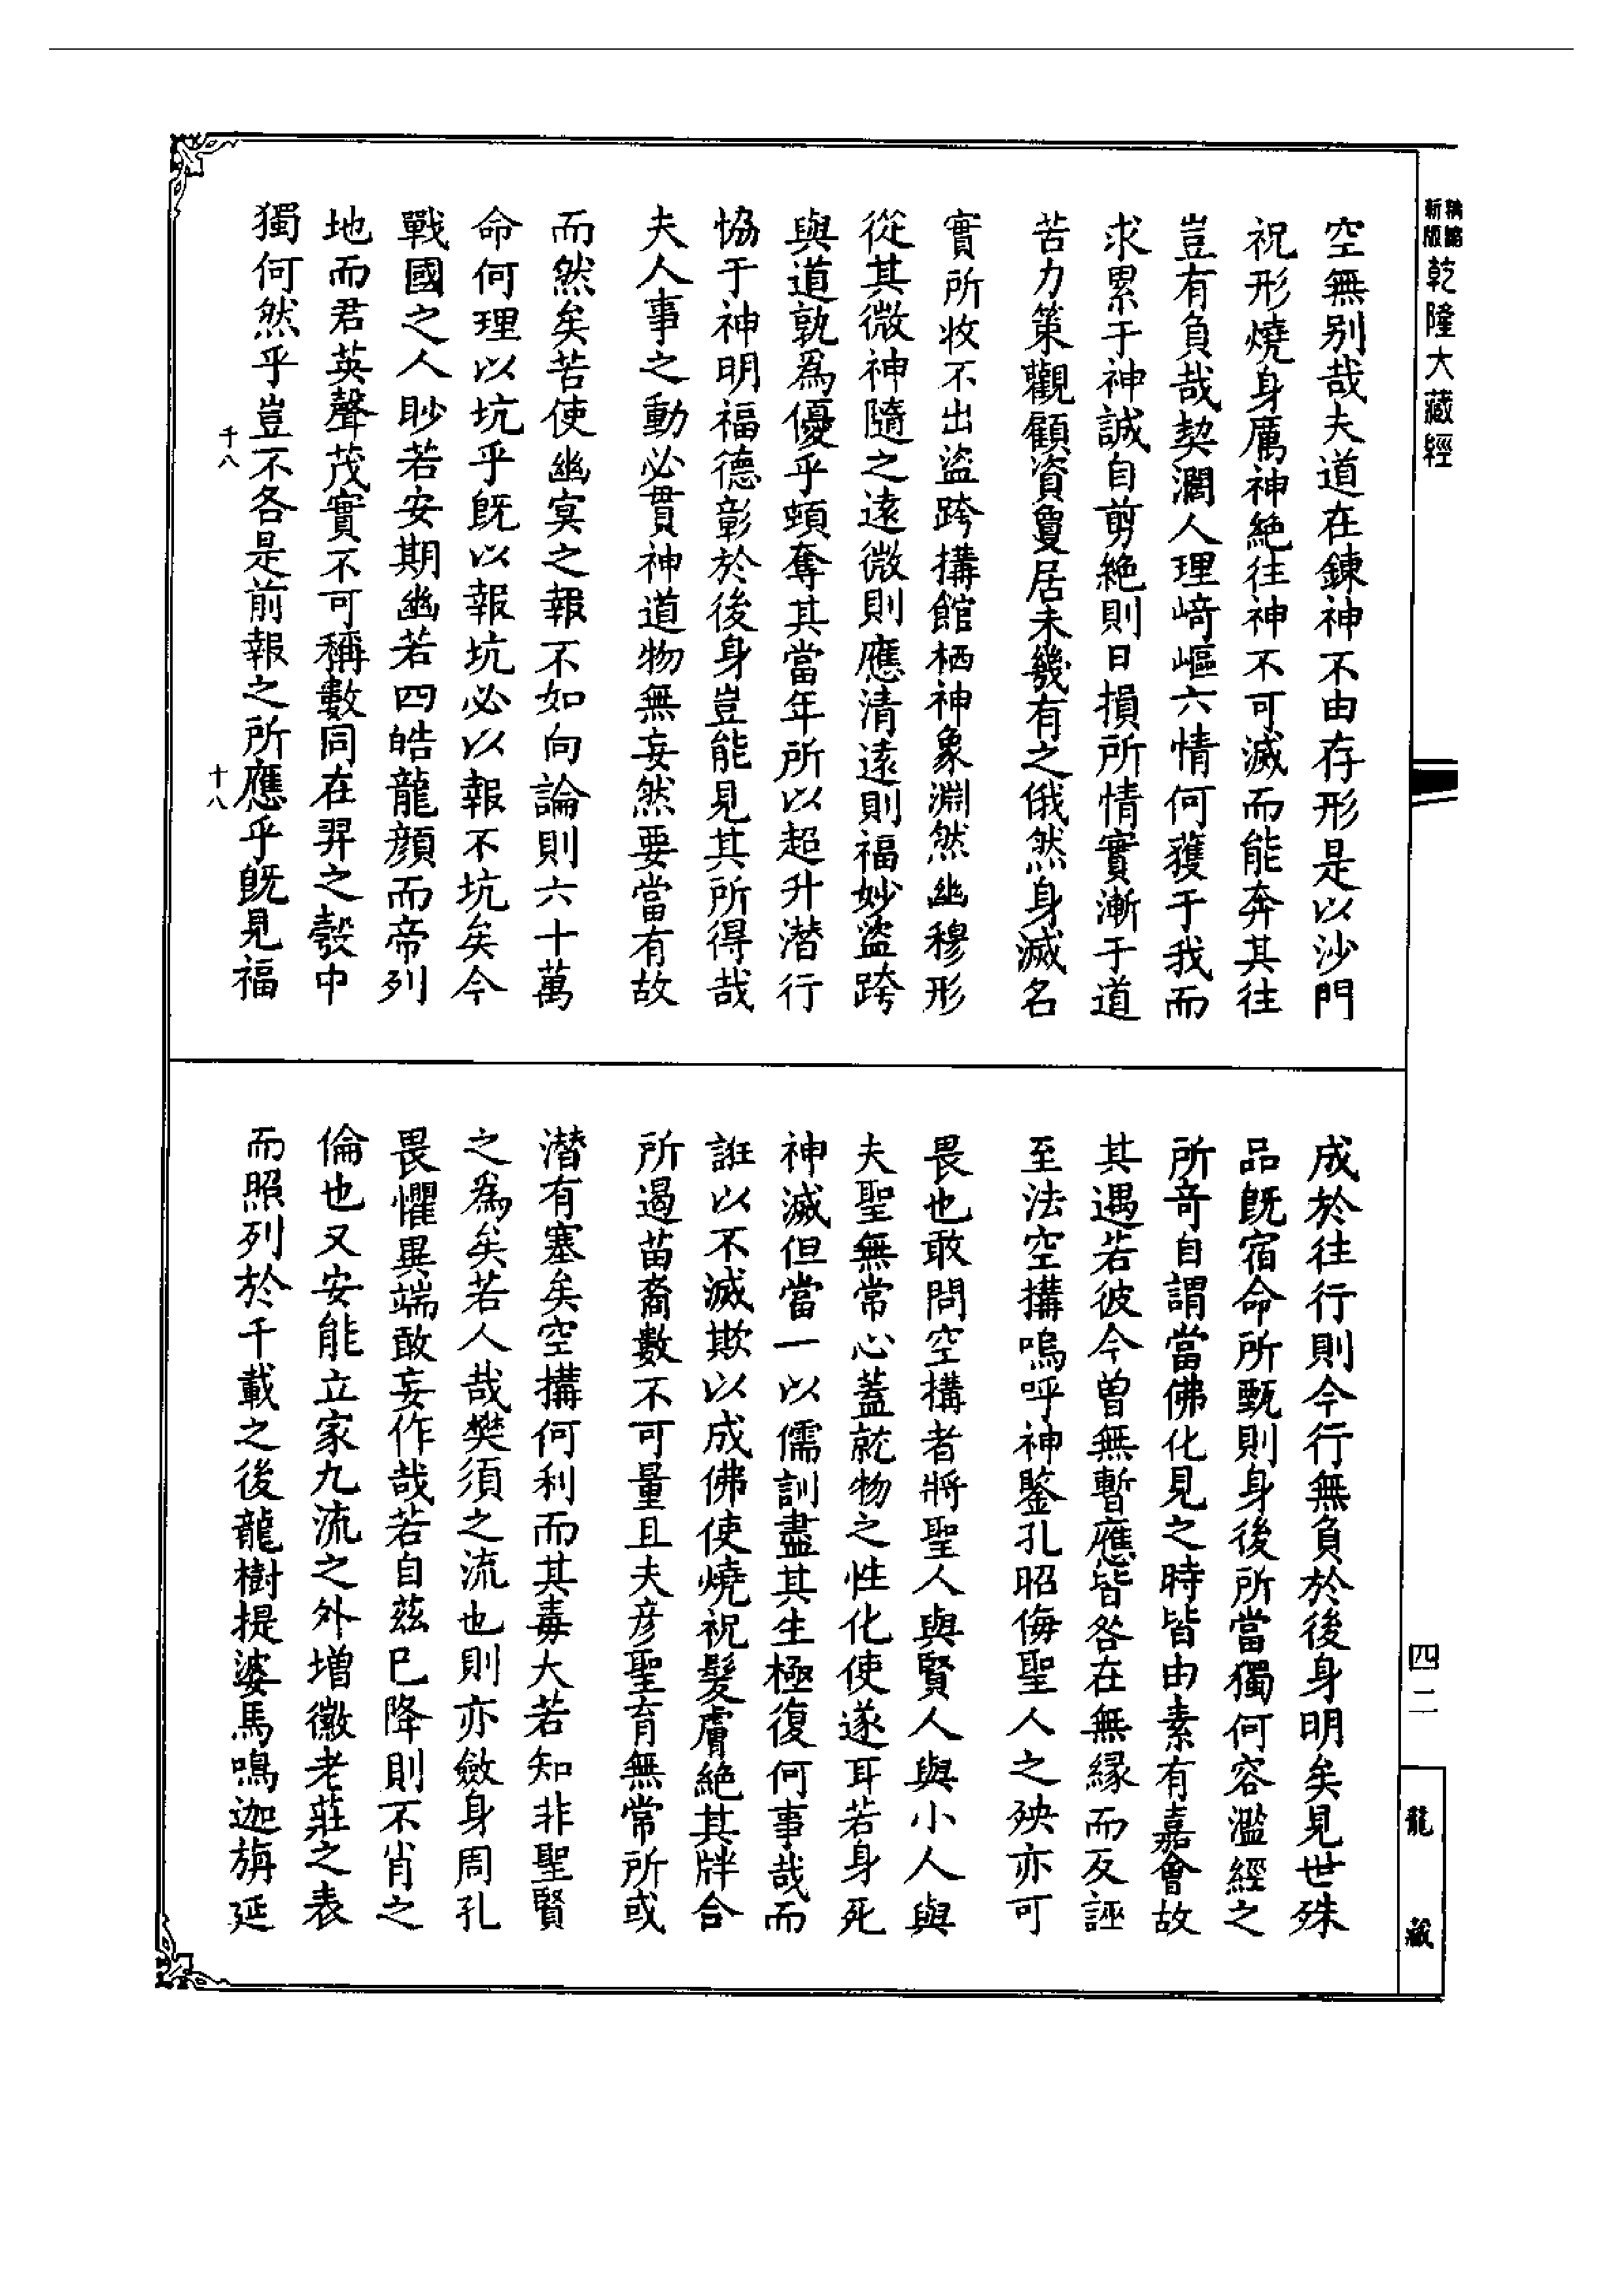 精緻
新版
乾隆大藏經
空無别哉夫道在鍊神不由存形是以沙門
祝形燒身厲神絶往神不可滅而能奔其往
豈有負哉契濶人理﨑嶇六情何獲于我而
求累于神誠自剪絶則日損所情實漸于道
苦力策觀顧資夐居未幾有之俄然身滅名
實所收不出盜跨搆館栖神象淵然幽穆形
從其微神隨之遠微則應清遠則福妙盜跨
與道孰爲優乎頓奪其當年所以超升潜行
協于神明福德彰於後身豈能見其所得哉
夫人事之動必貫神道物無妄然要當有故
而然矣若使幽㝠之報不如向論則六十萬
命何理以坑乎旣以報坑必以報不坑矣今
戰國之人眇若安期幽若四皓龍顔而帝列
地而君英聲茂實不可稱數同在羿之彀中
獨何然乎豈不各是前報之所應乎旣見福
千八
十八
成於往行則今行無負於後身明矣見世殊
品旣宿命所甄則身後所當獨何容濫經之
所竒自謂當佛化見之時皆由素有嘉會故
其遇若彼今曽無暫應皆咎在無縁而反誣
至法空搆嗚呼神鑒孔昭侮聖人之殃亦可
畏也敢問空搆者將聖人與賢人與小人與
夫聖無常心蓋就物之性化使遂耳若身死
神滅但當一以儒訓盡其生極復何事哉而
誑以不滅欺以成佛使燒祝髮膚絶其牉合
所遏苗裔數不可量且夫彦聖育無常所或
潜有塞矣空搆何利而其毒大若知非聖賢
之爲矣若人哉樊須之流也則亦斂身周孔
畏懼異端敢妄作哉若自茲已降則不肖之
倫也又安能立家九流之外増徽老莊之表
而照列於千載之後龍樹提婆馬鳴迦旃延
四二
龍藏